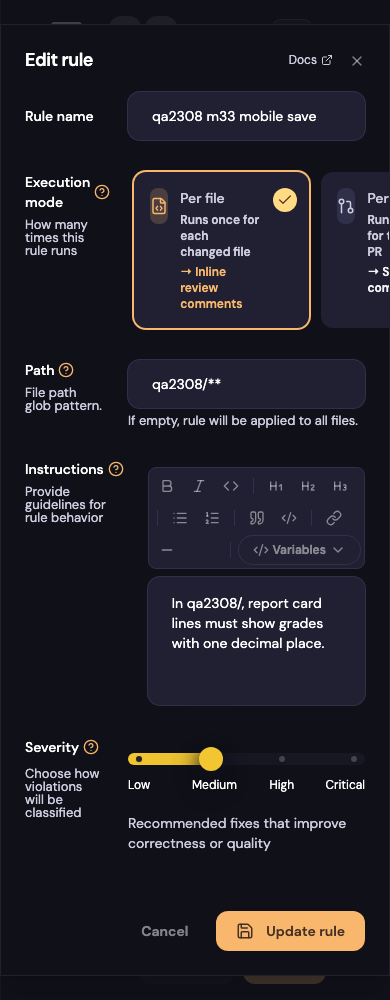 Edit rule
Docs
Rule name
qa2308 m33 mobile save
Execution
mode
How many
times this
rule runs
Per file
Runs once for
each
changed file
→ Inline
review
comments
Per
PR
Path
File path
glob pattern.
qa2308/**
If empty, rule will be applied to all files.
Instructions
Provide
guidelines for
rule behavior
B I <> H1 H2 H3
</> Variables
In qa2308/, report card
lines must show grades
with one decimal place.
Severity
Choose how
violations
will be
classified
Low Medium High Critical
Recommended fixes that improve
correctness or quality
Cancel
Update rule